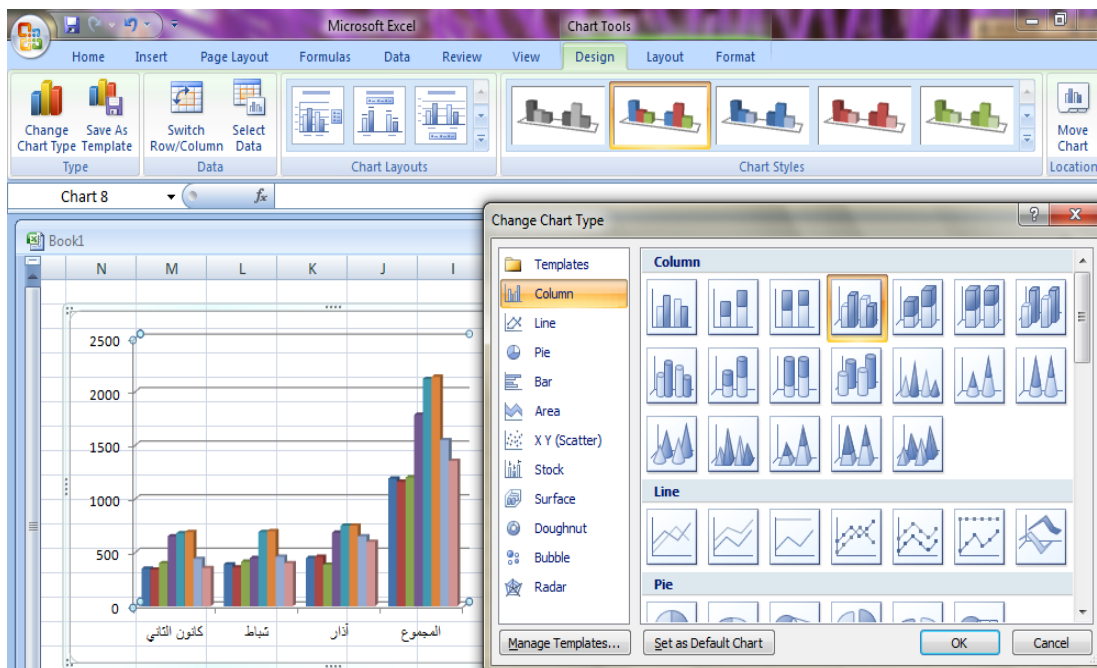 Microsoft Excel
Chart Tools
Home Insert Page Layout Formulas Data Review View Design Layout Format
Change Chart Type
Save As Template
Switch Row/Column
Select Data
Move Chart
Type Data Chart Layouts Chart Styles Location
Chart 8 fx
Book1
N M L K J I
2500
2000
1500
1000
500
0
كانون الثاني شباط أذار المجموع
Change Chart Type
Templates
Column
Line
Pie
Bar
Area
X Y (Scatter)
Stock
Surface
Doughnut
Bubble
Radar
Column
Line
Pie
Manage Templates...
Set as Default Chart
OK
Cancel